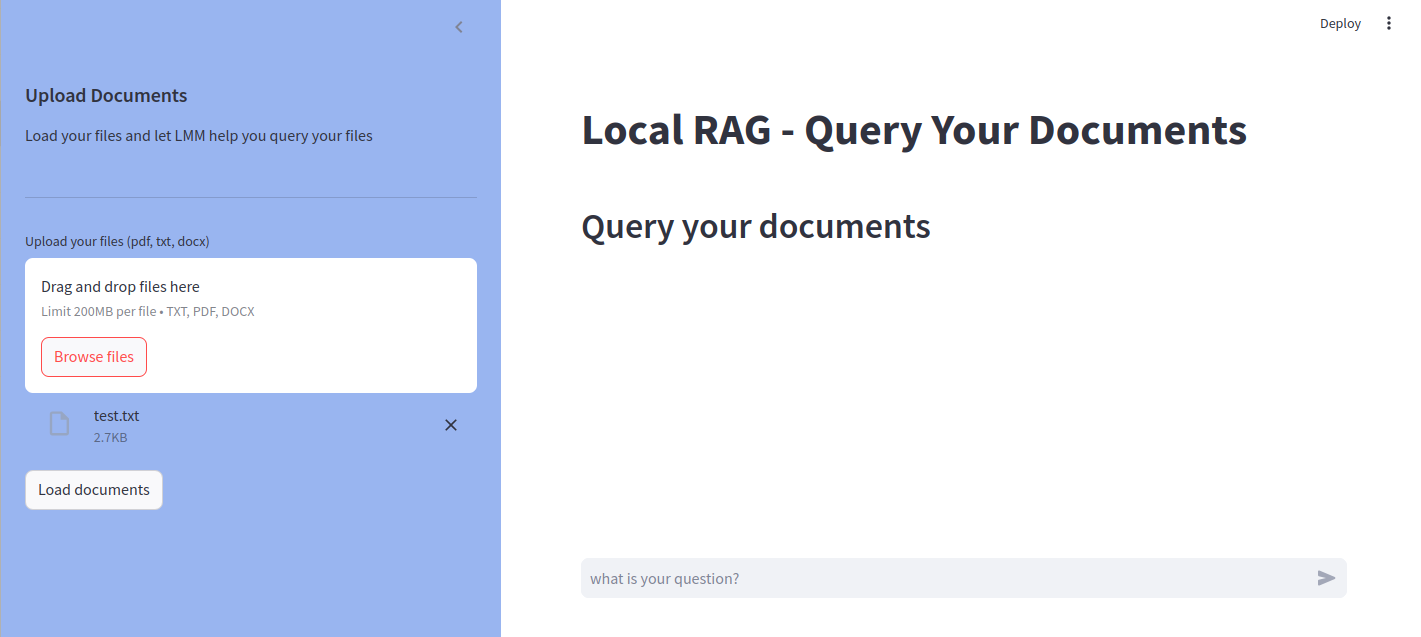 Upload Documents
Load your files and let LMM help you query your files
Upload your files (pdf, txt, docx)
Drag and drop files here
Limit 200MB per file • TXT, PDF, DOCX
Browse files
test.txt
2.7KB
Load documents
Deploy
Local RAG - Query Your Documents
Query your documents
what is your question?